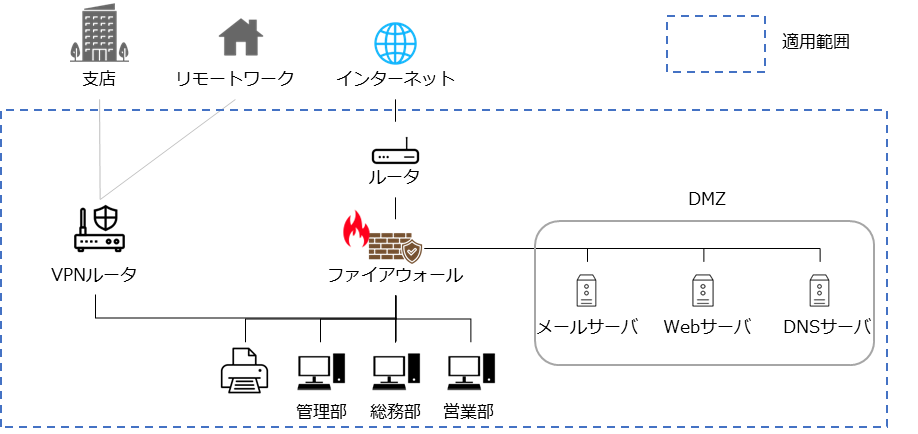 支店
リモートワーク
インターネット
適用範囲
ルータ
DMZ
VPNルータ
ファイアウォール
メールサーバ
Webサーバ
DNSサーバ
管理部
総務部
営業部